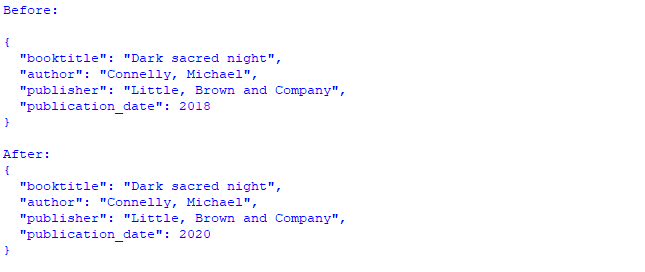 Before:
{
"booktitle": "Dark sacred night",
"author": "Connelly, Michael",
"publisher": "Little, Brown and Company",
"publication_date": 2018
}
After:
{
"booktitle": "Dark sacred night",
"author": "Connelly, Michael",
"publisher": "Little, Brown and Company",
"publication_date": 2020
}